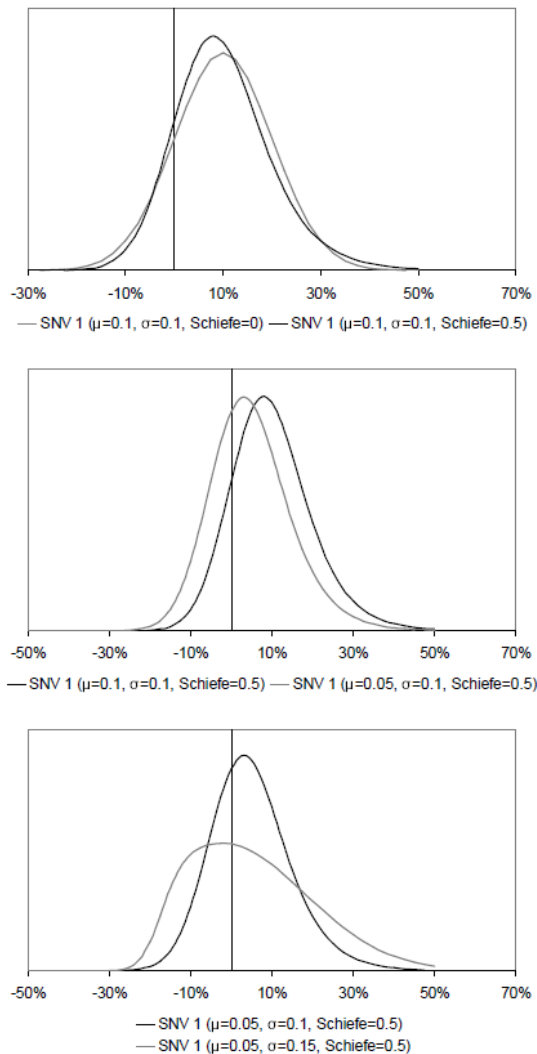 -30% -10% 10% 30% 50% 70%
SNV 1 (µ=0.1, σ=0.1, Schiefe=0) SNV 1 (µ=0.1, σ=0.1, Schiefe=0.5)
-50% -30% -10% 10% 30% 50% 70%
SNV 1 (µ=0.1, σ=0.1, Schiefe=0.5) SNV 1 (µ=0.05, σ=0.1, Schiefe=0.5)
-50% -30% -10% 10% 30% 50% 70%
SNV 1 (µ=0.05, σ=0.1, Schiefe=0.5)
SNV 1 (µ=0.05, σ=0.15, Schiefe=0.5)